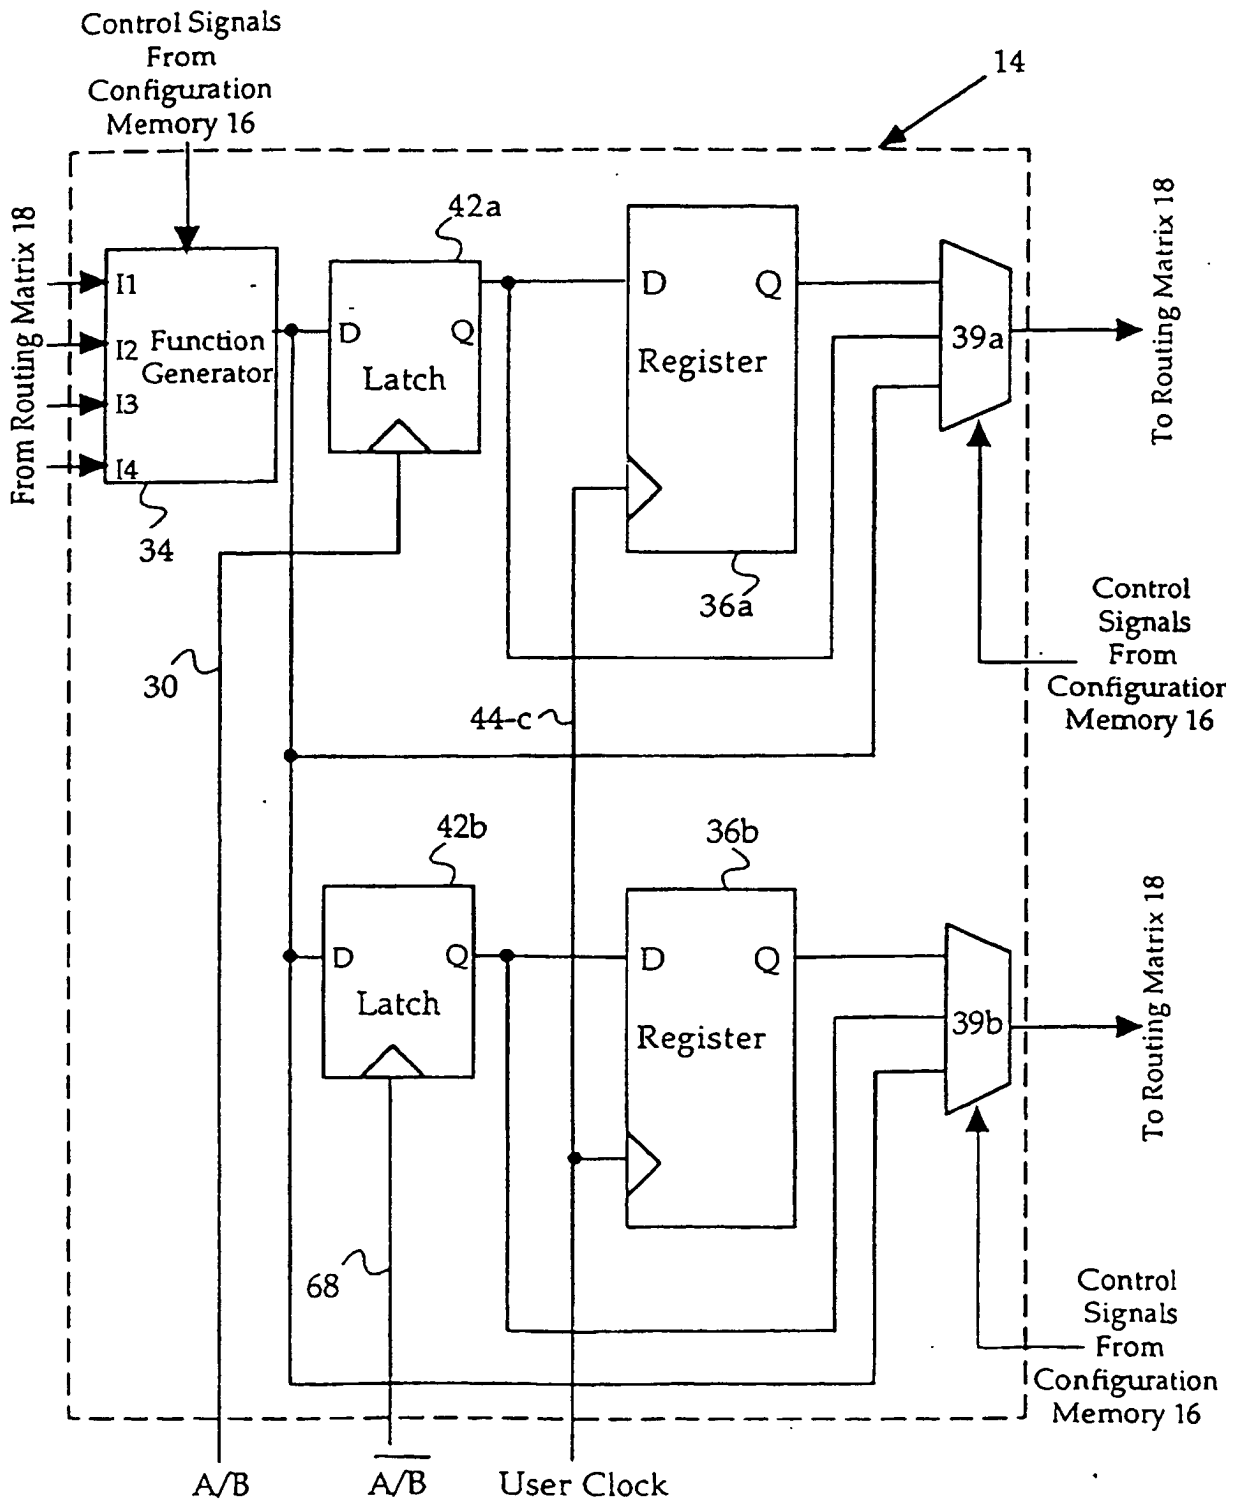 Control Signals
From
Configuration
Memory 16
14
From Routing Matrix 18
I1
I2
I3
I4
Function
Generator
34
42a
D
Q
Latch
D
Q
Register
36a
39a
To Routing Matrix 18
Control
Signals
From
Configuration
Memory 16
30
44-c
42b
D
Q
Latch
36b
D
Q
Register
39b
To Routing Matrix 18
68
Control
Signals
From
Configuration
Memory 16
A/B
A̅/̅B̅
User Clock